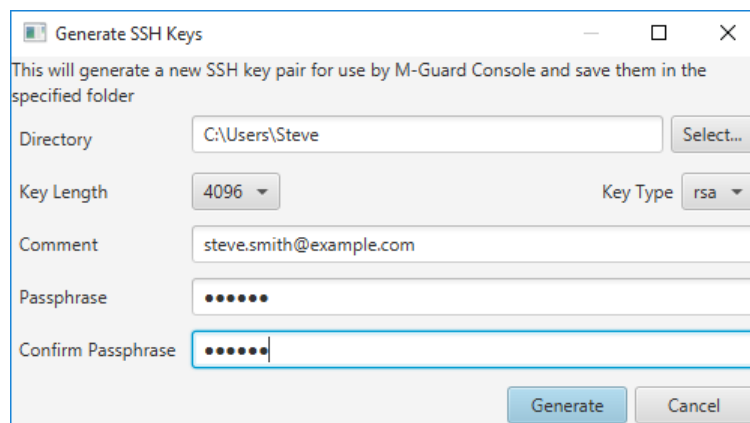 Generate SSH Keys
This will generate a new SSH key pair for use by M-Guard Console and save them in the
specified folder
Directory C:\Users\Steve Select...
Key Length 4096 Key Type rsa
Comment steve.smith@example.com
Passphrase ●●●●●●
Confirm Passphrase ●●●●●●
Generate Cancel